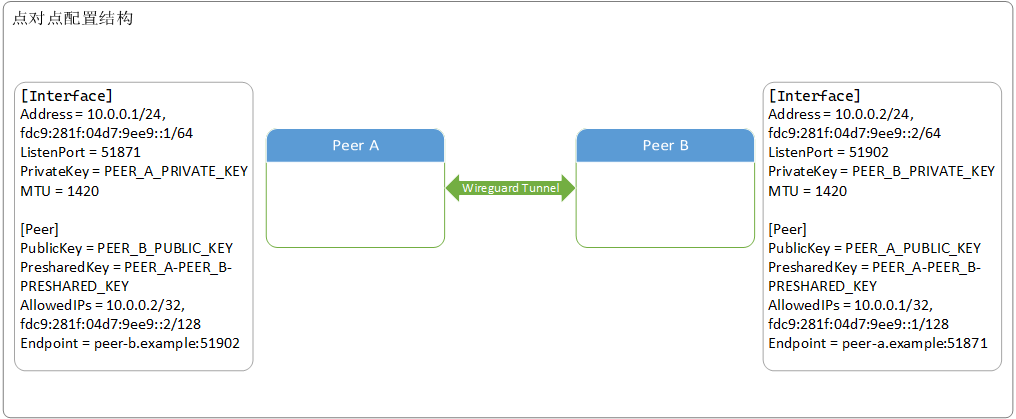 点对点配置结构
[Interface]
Address = 10.0.0.1/24,
fdc9:281f:04d7:9ee9::1/64
ListenPort = 51871
PrivateKey = PEER_A_PRIVATE_KEY
MTU = 1420
[Peer]
PublicKey = PEER_B_PUBLIC_KEY
PresharedKey = PEER_A-PEER_B-
PRESHARED_KEY
AllowedIPs = 10.0.0.2/32,
fdc9:281f:04d7:9ee9::2/128
Endpoint = peer-b.example:51902
Peer A
Wireguard Tunnel
Peer B
[Interface]
Address = 10.0.0.2/24,
fdc9:281f:04d7:9ee9::2/64
ListenPort = 51902
PrivateKey = PEER_B_PRIVATE_KEY
MTU = 1420
[Peer]
PublicKey = PEER_A_PUBLIC_KEY
PresharedKey = PEER_A-PEER_B-
PRESHARED_KEY
AllowedIPs = 10.0.0.1/32,
fdc9:281f:04d7:9ee9::1/128
Endpoint = peer-a.example:51871